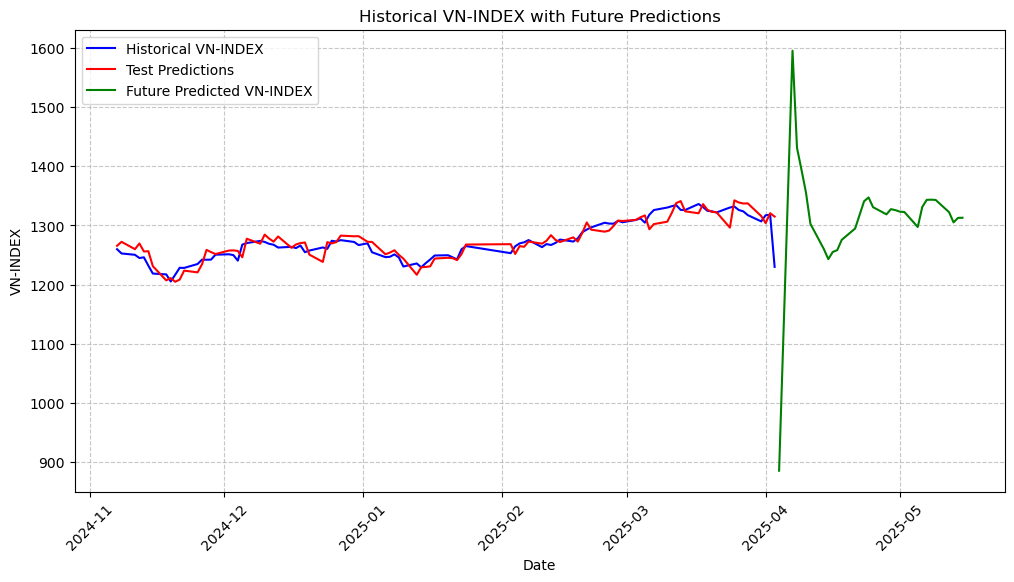 Historical VN-INDEX with Future Predictions
Historical VN-INDEX
Test Predictions
Future Predicted VN-INDEX
1600
1500
1400
1300
1200
1100
1000
900
VN-INDEX
2024-11
2024-12
2025-01
2025-02
2025-03
2025-04
2025-05
Date